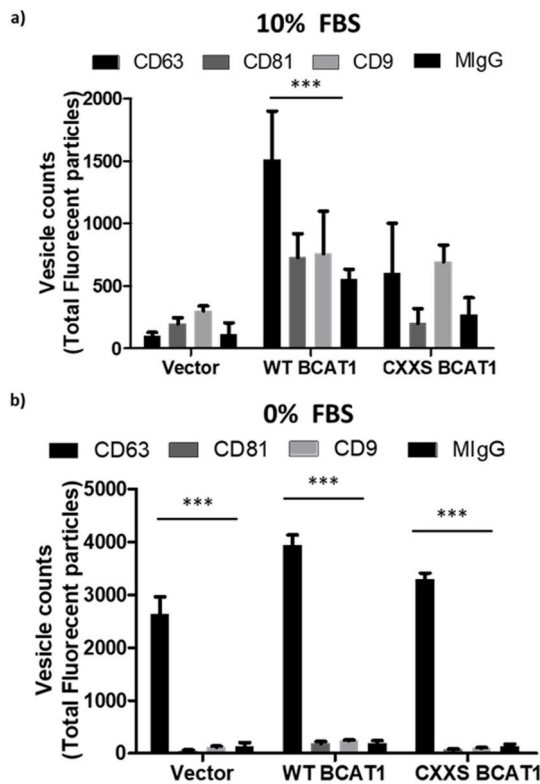 a)
10% FBS
CD63 CD81 CD9 MIgG
***
Vesicle counts
(Total Fluorecent particles)
2000
1500
1000
500
0
Vector WT BCAT1 CXXS BCAT1
b)
0% FBS
CD63 CD81 CD9 MIgG
*** *** ***
Vesicle counts
(Total Fluorecent particles)
5000
4000
3000
2000
1000
0
Vector WT BCAT1 CXXS BCAT1